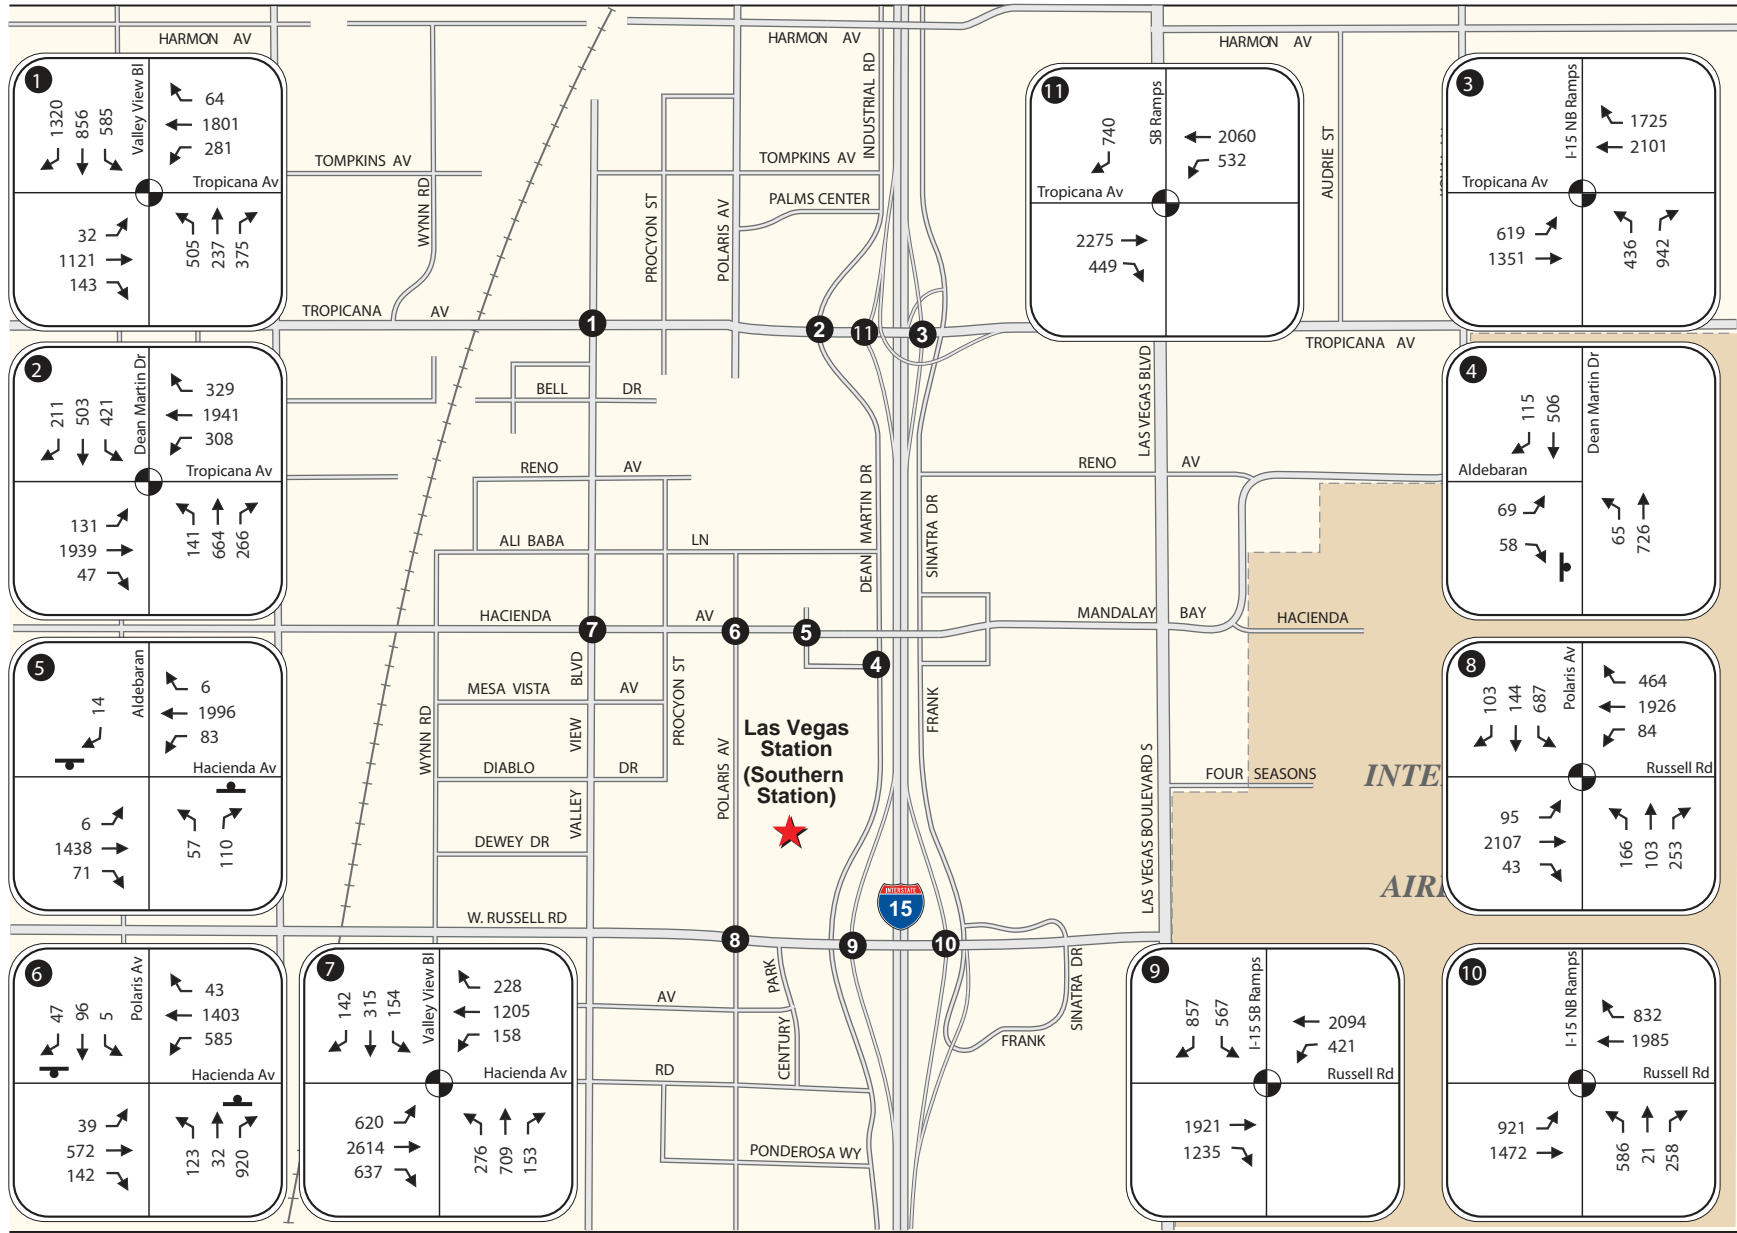 HARMON AV
HARMON AV
HARMON AV
INDUSTRIAL RD
TOMPKINS AV
TOMPKINS AV
PALMS CENTER
WYNN RD
PROCYON ST
POLARIS AV
AUDRIE ST
TROPICANA AV
TROPICANA AV
1
2
11
3
BELL DR
LAS VEGAS BLVD
RENO AV
RENO AV
DEAN MARTIN DR
SINATRA DR
ALI BABA LN
HACIENDA AV
MANDALAY BAY
HACIENDA
7
6
5
4
MESA VISTA AV
BLVD
VIEW
VALLEY
WYNN RD
PROCYON ST
POLARIS AV
FRANK
Las Vegas
Station
(Southern
Station)
DIABLO DR
FOUR SEASONS
DEWEY DR
LAS VEGAS BOULEVARD S
INTE
AIR
INTERSTATE
15
W. RUSSELL RD
8
9
10
AV
PARK
CENTURY
RD
SINATRA DR
FRANK
PONDEROSA WY
1
Valley View Bl
1320
856
585
64
1801
281
Tropicana Av
32
1121
143
505
237
375
2
Dean Martin Dr
211
503
421
329
1941
308
Tropicana Av
131
1939
47
141
664
266
11
SB Ramps
740
2060
532
Tropicana Av
2275
449
3
I-15 NB Ramps
1725
2101
Tropicana Av
619
1351
436
942
4
Dean Martin Dr
115
506
Aldebaran
69
58
65
726
5
Aldebaran
14
6
1996
83
Hacienda Av
6
1438
71
57
110
6
Polaris Av
47
96
5
43
1403
585
Hacienda Av
39
572
142
123
32
920
7
Valley View Bl
142
315
154
228
1205
158
Hacienda Av
620
2614
637
276
709
153
8
Polaris Av
103
144
687
464
1926
84
Russell Rd
95
2107
43
166
103
253
9
I-15 SB Ramps
857
567
2094
421
Russell Rd
1921
1235
10
I-15 NB Ramps
832
1985
Russell Rd
921
1472
586
21
258